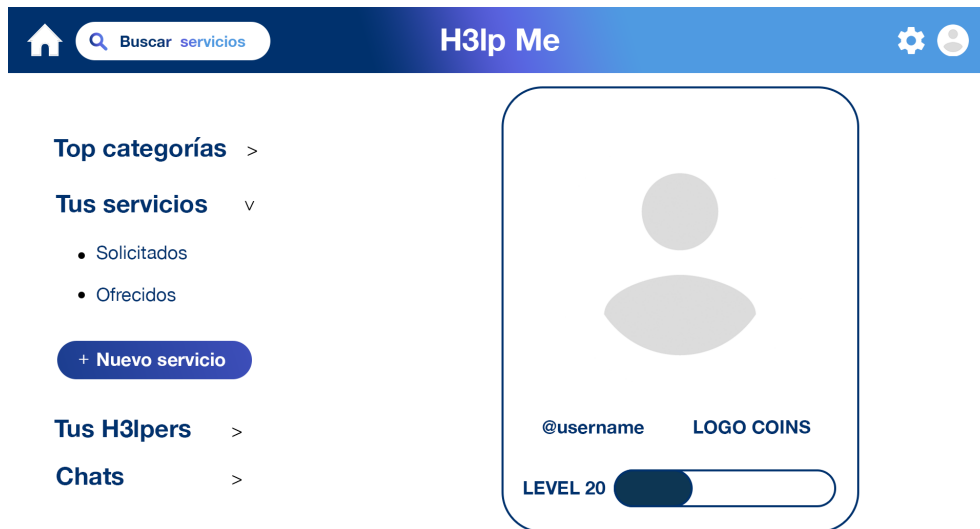 Buscar servicios
H3lp Me
Top categorías >
Tus servicios v
• Solicitados
• Ofrecidos
+ Nuevo servicio
Tus H3lpers >
Chats >
@username LOGO COINS
LEVEL 20